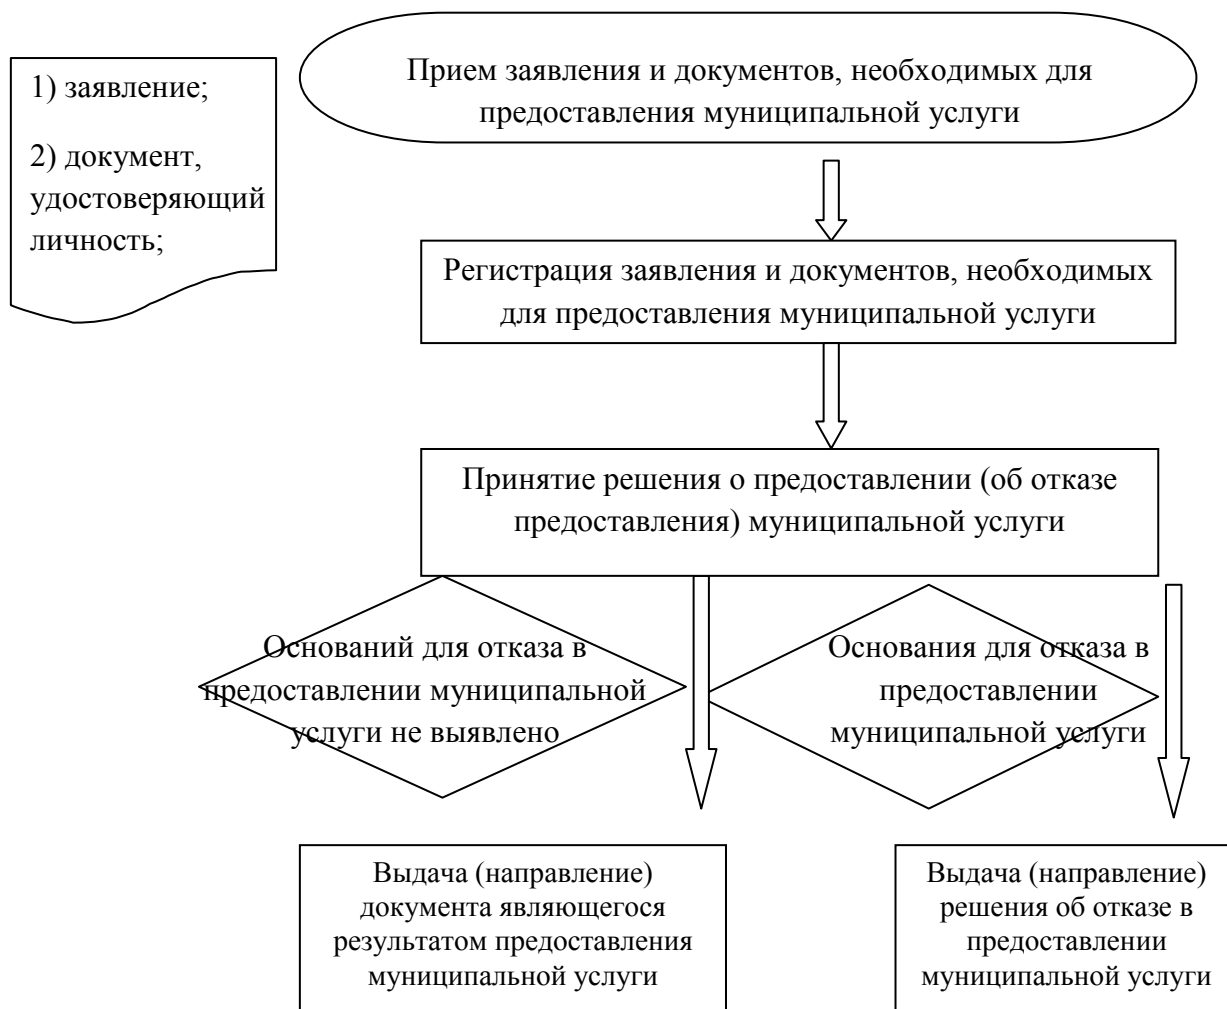 1) заявление;
2) документ,
удостоверяющий
личность;
Прием заявления и документов, необходимых для
предоставления муниципальной услуги
Регистрация заявления и документов, необходимых
для предоставления муниципальной услуги
Принятие решения о предоставлении (об отказе
предоставления) муниципальной услуги
Оснований для отказа в
предоставлении муниципальной
услуги не выявлено
Основания для отказа в
предоставлении
муниципальной услуги
Выдача (направление)
документа являющегося
результатом предоставления
муниципальной услуги
Выдача (направление)
решения об отказе в
предоставлении
муниципальной услуги